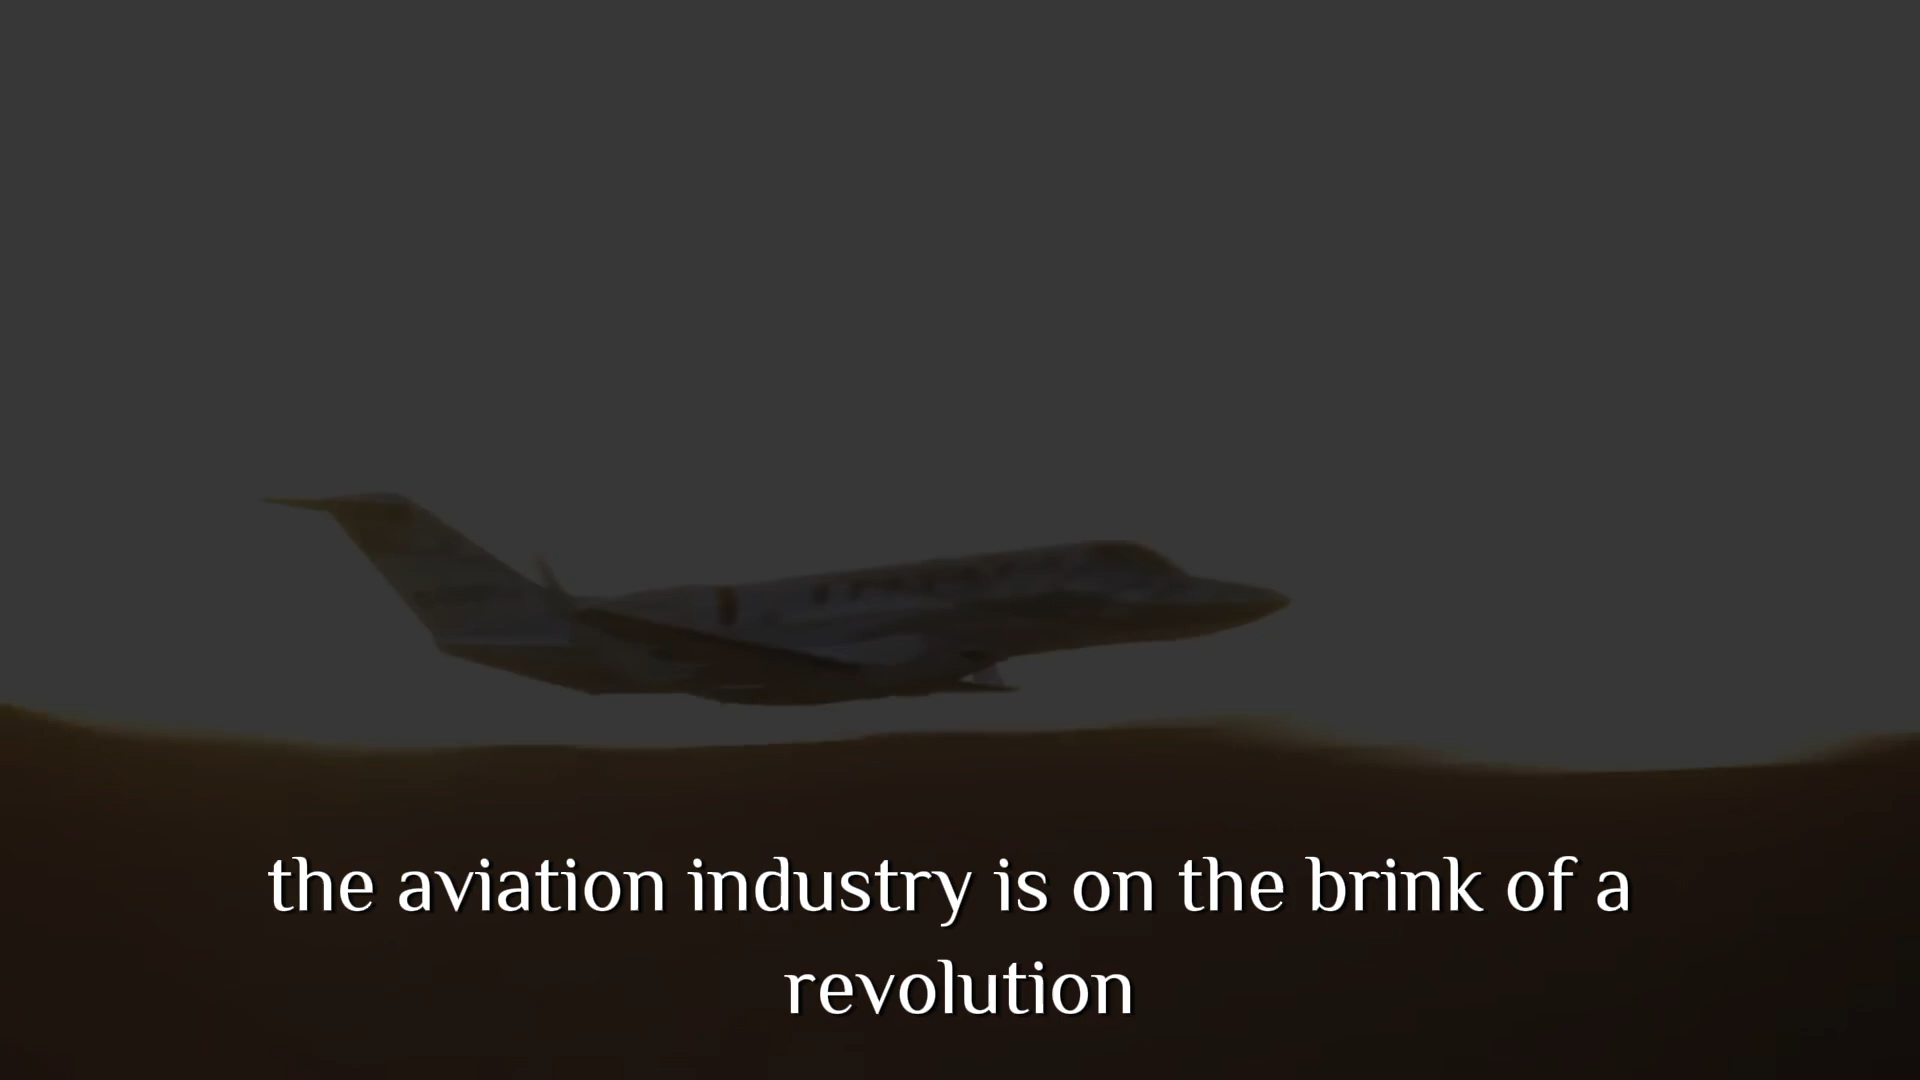 the aviation industry is on the brink of a
revolution